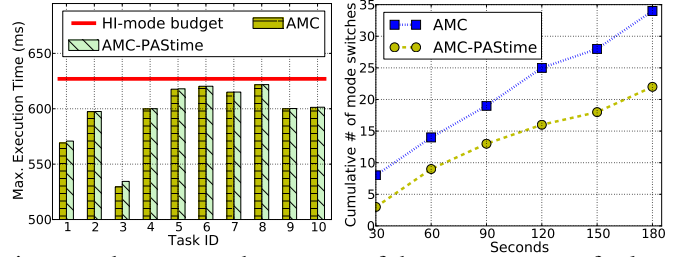 HI-mode budget
AMC
AMC-PAStime
Max. Execution Time (ms)
650
600
550
500
1 2 3 4 5 6 7 8 9 10
Task ID
AMC
AMC-PAStime
Cumulative # of mode switches
35
30
25
20
15
10
5
0
30 60 90 120 150 180
Seconds